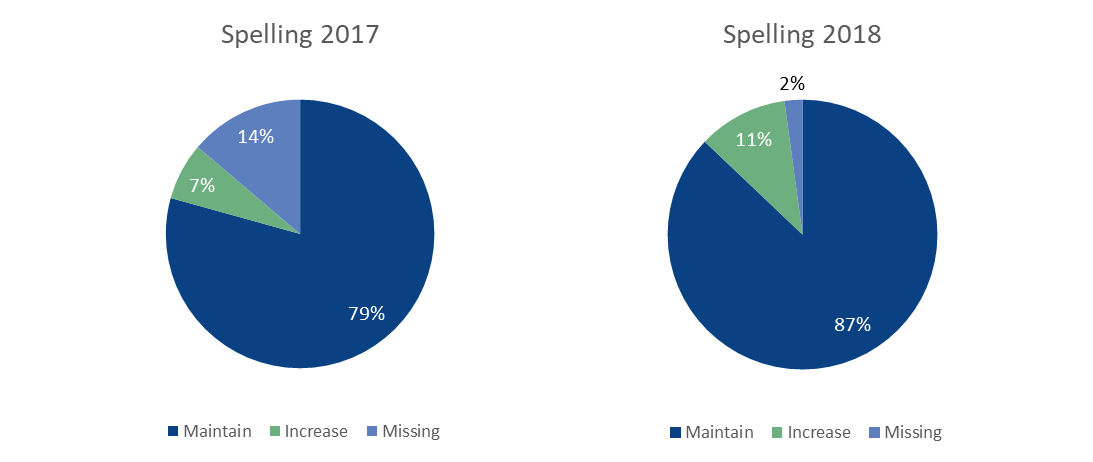 Spelling 2017
14%
7%
79%
Maintain Increase Missing
Spelling 2018
2%
11%
87%
Maintain Increase Missing